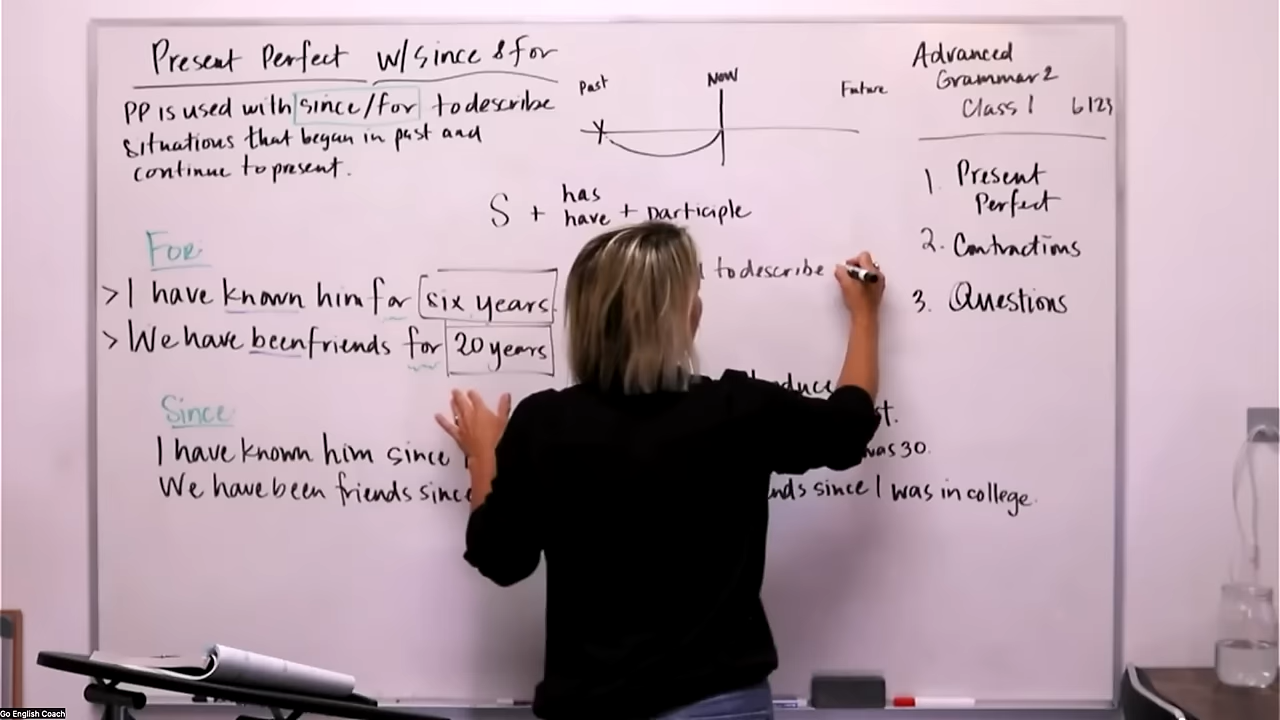 Present Perfect w/since & for
PP is used with since/for to describe
situations that began in past and
continue to present.
Past
Now
Future
S + has
have + participle
For
> I have known him for six years.
> We have been friends for 20 years
to describe
Since
I have known him since
We have been friends since
was 30.
since I was in college.
Advanced
Grammar 2
Class 1 6123
1. Present
Perfect
2. Contractions
3. Questions
Go English Coach